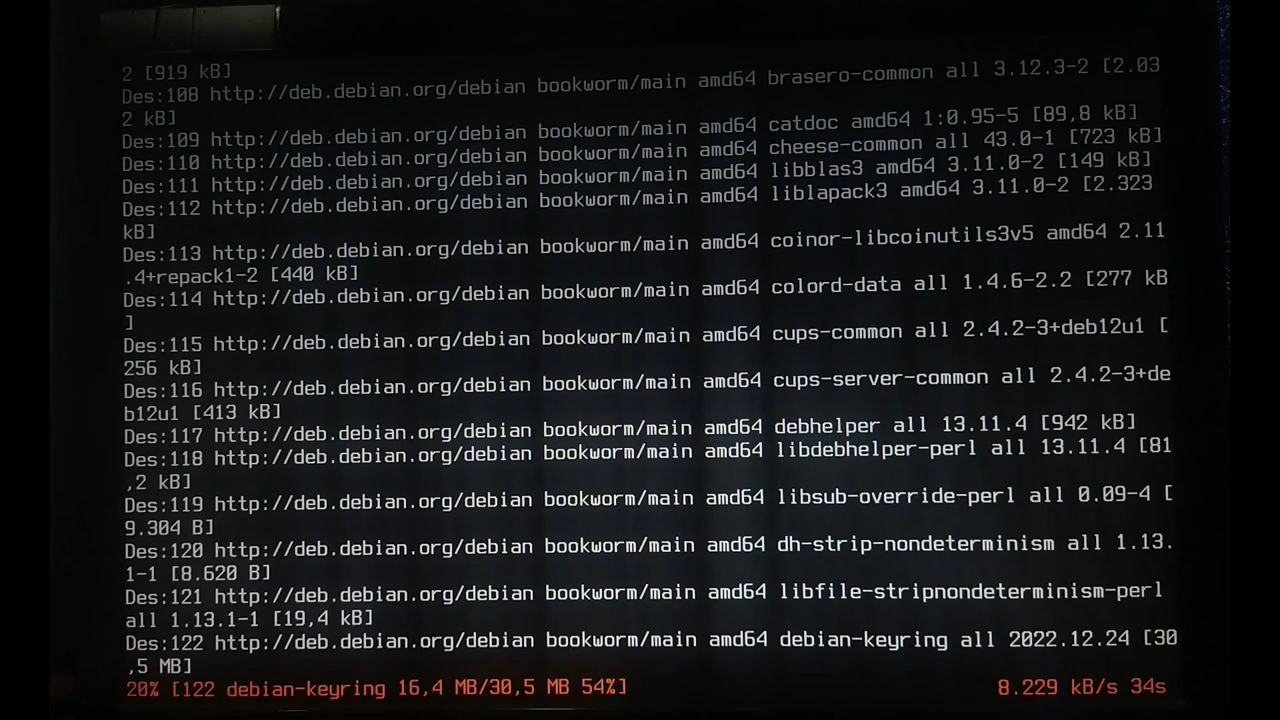 2 [919 kB]
Des:108 http://deb.debian.org/debian bookworm/main amd64 brasero-common all 3.12.3-2 [2.03
2 kB]
Des:109 http://deb.debian.org/debian bookworm/main amd64 catdoc amd64 1:0.95-5 [89,8 kB]
Des:110 http://deb.debian.org/debian bookworm/main amd64 cheese-common all 43.0-1 [723 kB]
Des:111 http://deb.debian.org/debian bookworm/main amd64 libblas3 amd64 3.11.0-2 [149 kB]
Des:112 http://deb.debian.org/debian bookworm/main amd64 liblapack3 amd64 3.11.0-2 [2.323
kB]
Des:113 http://deb.debian.org/debian bookworm/main amd64 coinor-libcoinutils3v5 amd64 2.11
.4+repack1-2 [440 kB]
Des:114 http://deb.debian.org/debian bookworm/main amd64 colord-data all 1.4.6-2.2 [277 kB
]
Des:115 http://deb.debian.org/debian bookworm/main amd64 cups-common all 2.4.2-3+deb12u1 [
256 kB]
Des:116 http://deb.debian.org/debian bookworm/main amd64 cups-server-common all 2.4.2-3+de
b12u1 [413 kB]
Des:117 http://deb.debian.org/debian bookworm/main amd64 debhelper all 13.11.4 [942 kB]
Des:118 http://deb.debian.org/debian bookworm/main amd64 libdebhelper-perl all 13.11.4 [81
,2 kB]
Des:119 http://deb.debian.org/debian bookworm/main amd64 libsub-override-perl all 0.09-4 [
9.304 B]
Des:120 http://deb.debian.org/debian bookworm/main amd64 dh-strip-nondeterminism all 1.13.
1-1 [8.620 B]
Des:121 http://deb.debian.org/debian bookworm/main amd64 libfile-stripnondeterminism-perl
all 1.13.1-1 [19,4 kB]
Des:122 http://deb.debian.org/debian bookworm/main amd64 debian-keyring all 2022.12.24 [30
,5 MB]
20% [122 debian-keyring 16,4 MB/30,5 MB 54%] 8.229 kB/s 34s